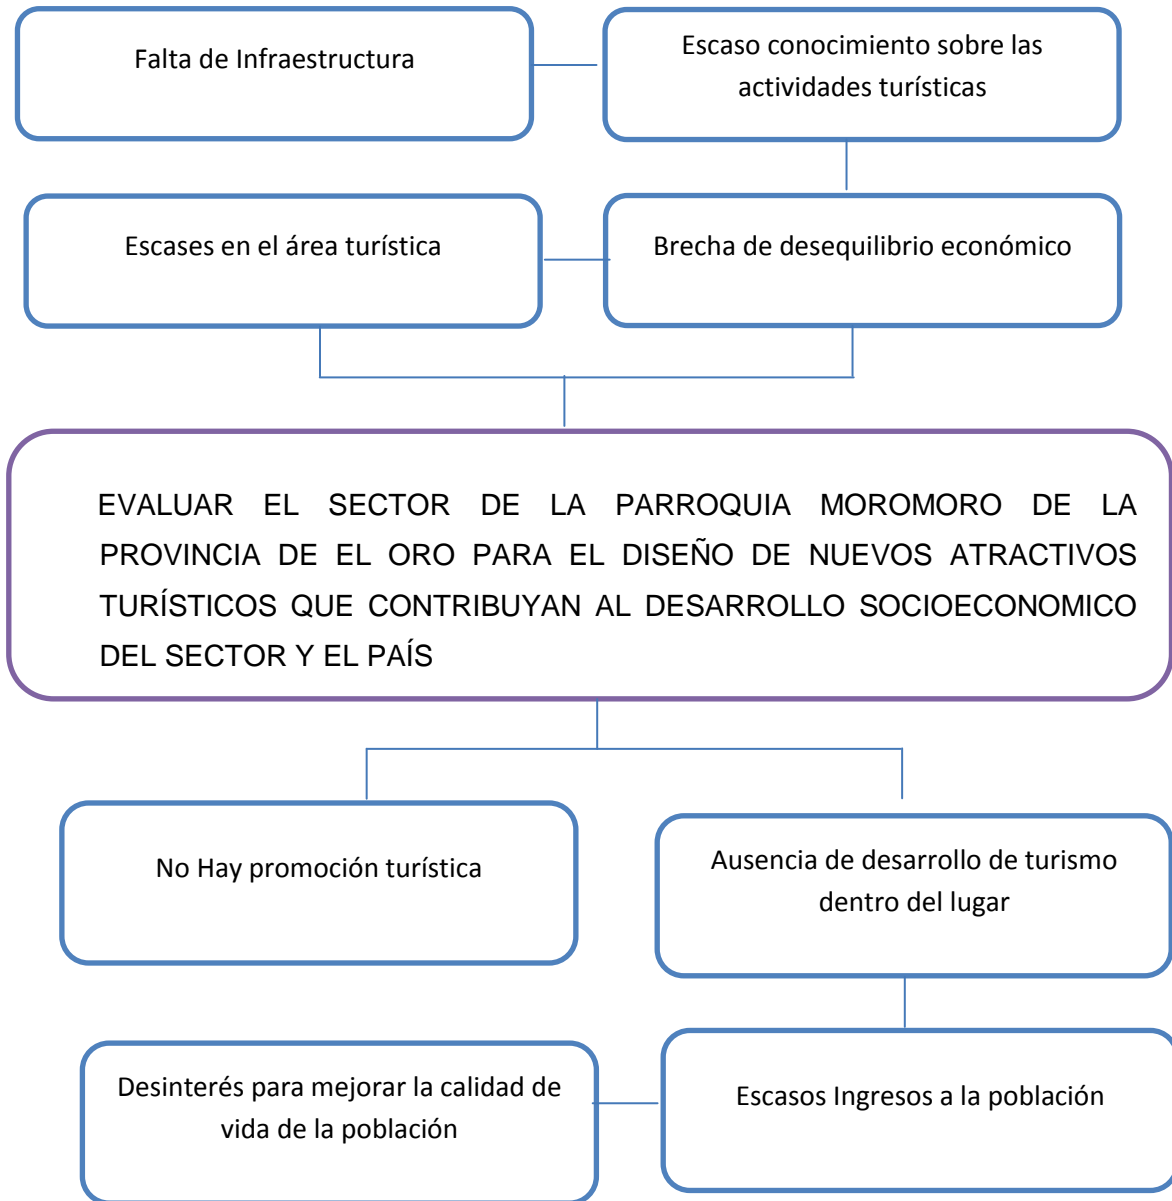 Falta de Infraestructura
Escaso conocimiento sobre las
actividades turísticas
Escases en el área turística
Brecha de desequilibrio económico
EVALUAR EL SECTOR DE LA PARROQUIA MOROMORO DE LA
PROVINCIA DE EL ORO PARA EL DISEÑO DE NUEVOS ATRACTIVOS
TURÍSTICOS QUE CONTRIBUYAN AL DESARROLLO SOCIOECONOMICO
DEL SECTOR Y EL PAÍS
No Hay promoción turística
Ausencia de desarrollo de turismo
dentro del lugar
Desinterés para mejorar la calidad de
vida de la población
Escasos Ingresos a la población